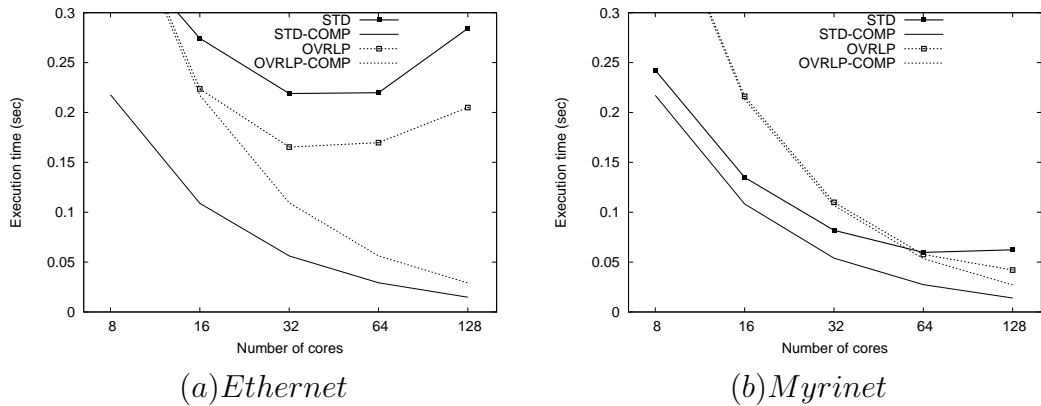 0.3
0.25
0.2
0.15
0.1
0.05
0
Execution time (sec)
8 16 32 64 128
Number of cores
STD
STD-COMP
OVRLP
OVRLP-COMP
(a)Ethernet
0.3
0.25
0.2
0.15
0.1
0.05
0
Execution time (sec)
8 16 32 64 128
Number of cores
STD
STD-COMP
OVRLP
OVRLP-COMP
(b)Myrinet